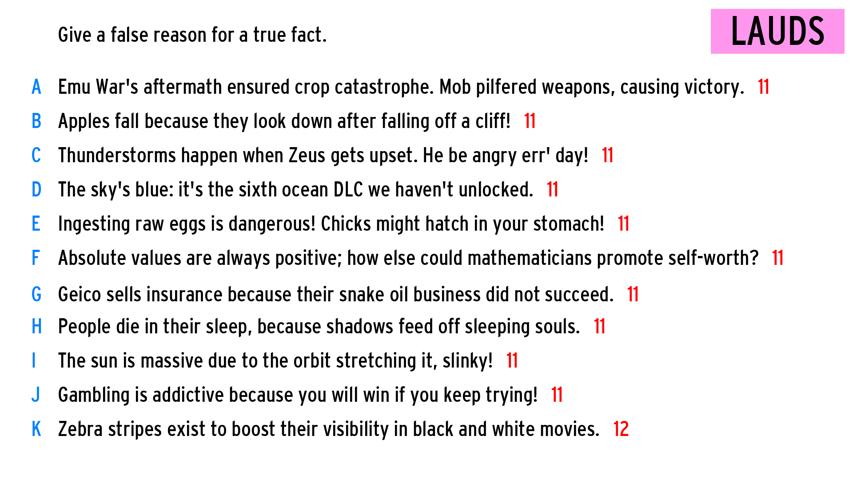 Give a false reason for a true fact.
LAUDS
A Emu War's aftermath ensured crop catastrophe. Mob pilfered weapons, causing victory. 11
B Apples fall because they look down after falling off a cliff! 11
C Thunderstorms happen when Zeus gets upset. He be angry err' day! 11
D The sky's blue: it's the sixth ocean DLC we haven't unlocked. 11
E Ingesting raw eggs is dangerous! Chicks might hatch in your stomach! 11
F Absolute values are always positive; how else could mathematicians promote self-worth? 11
G Geico sells insurance because their snake oil business did not succeed. 11
H People die in their sleep, because shadows feed off sleeping souls. 11
I The sun is massive due to the orbit stretching it, slinky! 11
J Gambling is addictive because you will win if you keep trying! 11
K Zebra stripes exist to boost their visibility in black and white movies. 12